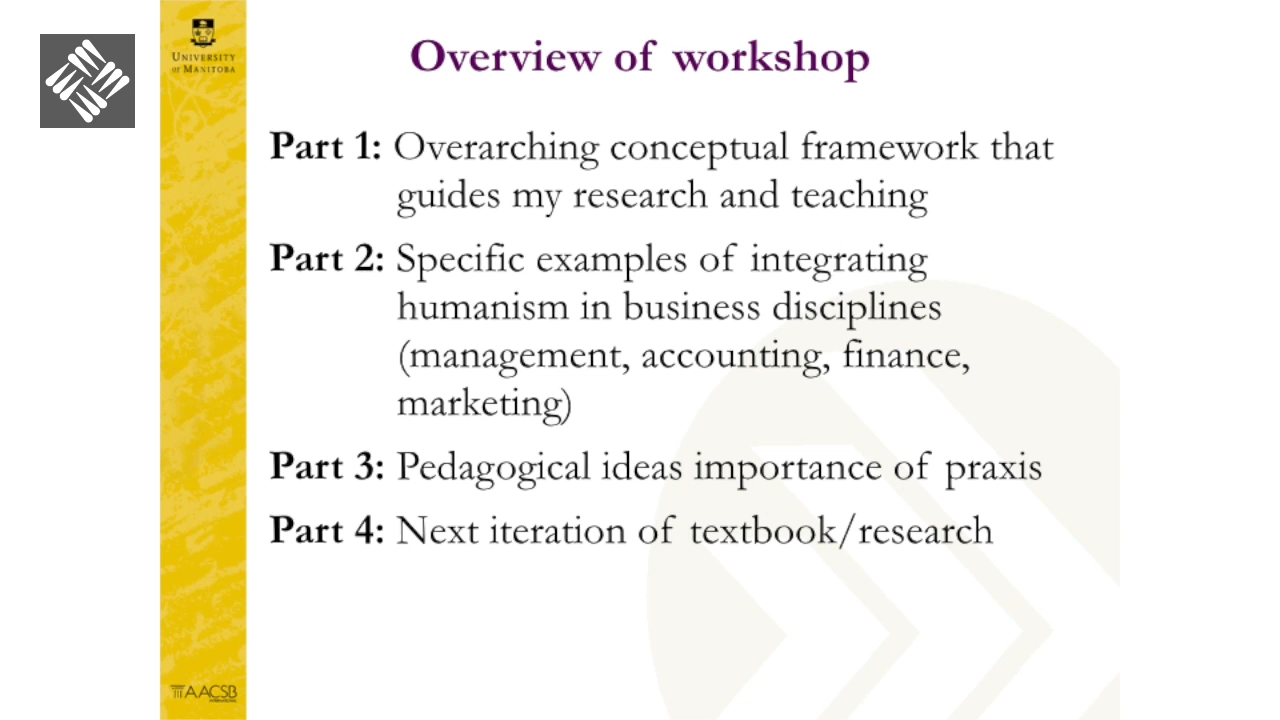 UNIVERSITY
OF MANITOBA
Overview of workshop
Part 1: Overarching conceptual framework that
guides my research and teaching
Part 2: Specific examples of integrating
humanism in business disciplines
(management, accounting, finance,
marketing)
Part 3: Pedagogical ideas importance of praxis
Part 4: Next iteration of textbook/research
AACSB